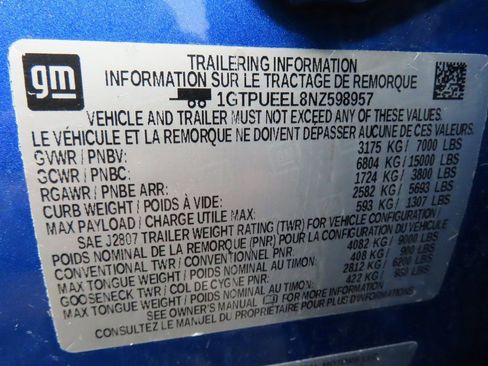 gm
TRAILERING INFORMATION
INFORMATION SUR LE TRACTAGE DE REMORQUE
1GTPUEEL8NZ598957
VEHICLE AND TRAILER MUST NOT EXCEED ANY OF THESE
LE VÉHICULE ET LA REMORQUE NE DOIVENT DÉPASSER AUCUNE DE CES
GVWR / PNBV: 3175 KG / 7000 LBS
GCWR / PNBC: 6804 KG / 15000 LBS
RGAWR / PNBE ARR: 1724 KG / 3800 LBS
CURB WEIGHT / POIDS À VIDE: 2582 KG / 5693 LBS
MAX PAYLOAD / CHARGE UTILE MAX: 593 KG / 1307 LBS
SAE J2807 TRAILER WEIGHT RATING (TWR) FOR VEHICLE CONFIGURATION /
POIDS NOMINAL DE LA REMORQUE (PNR) POUR LA CONFIGURATION DU VÉHICULE
CONVENTIONAL TWR / CONVENTIONNEL PNR: 4082 KG / 9000 LBS
MAX TONGUE WEIGHT / POIDS MAXIMAL AU TIMON: 408 KG / 900 LBS
GOOSENECK TWR / COL DE CYGNE PNR: 2812 KG / 6200 LBS
MAX TONGUE WEIGHT / POIDS MAXIMAL AU TIMON: 422 KG / 930 LBS
SEE OWNER'S MANUAL FOR MORE INFORMATION /
CONSULTEZ LE MANUEL DU PROPRIÉTAIRE POUR PLUS D'INFORMATIONS